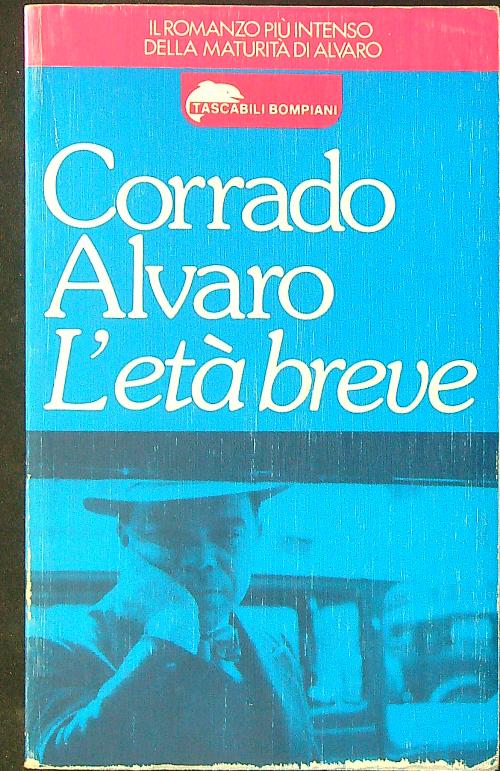 IL ROMANZO PIÙ INTENSO
DELLA MATURITÀ DI ALVARO
TASCABILI BOMPIANI
Corrado
Alvaro
L'età breve